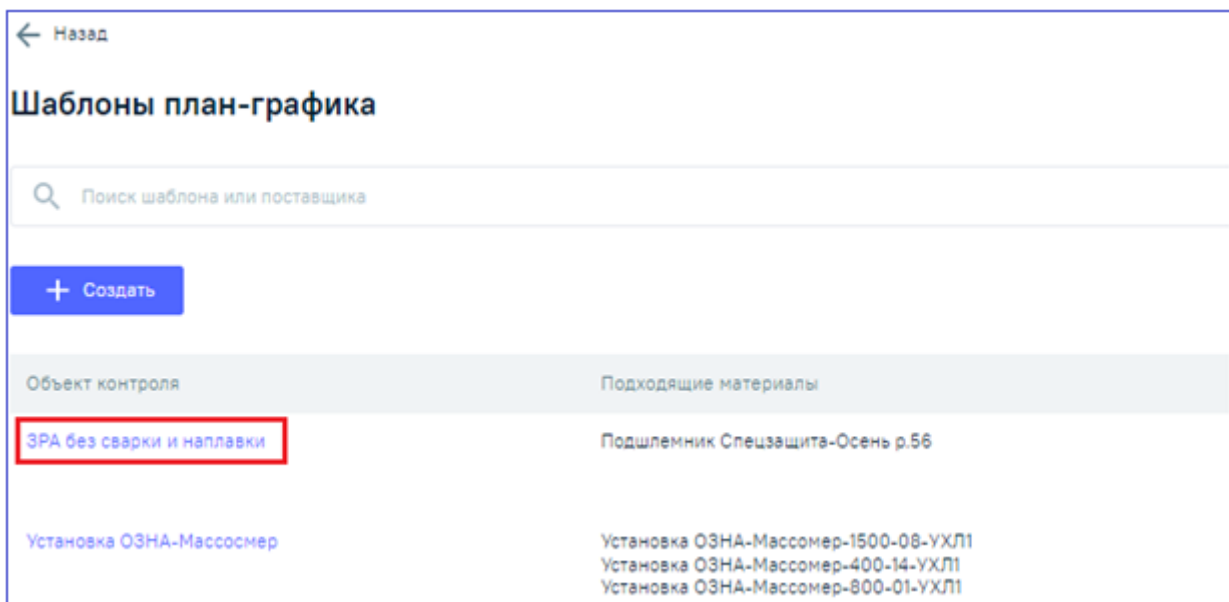 Назад
Шаблоны план-графика
Поиск шаблона или поставщика
Создать
Объект контроля Подходящие материалы
ЗРА без сварки и наплавки Подшлемник Спецзащита-Осень р.56
Установка ОЗНА-Массосмер Установка ОЗНА-Массомер-1500-08-УХЛ1
Установка ОЗНА-Массомер-400-14-УХЛ1
Установка ОЗНА-Массомер-800-01-УХЛ1